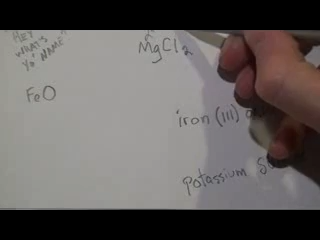 "HEY
WHAT'S
YO' NAME"
MgCl2
FeO
iron (iii)
potassium